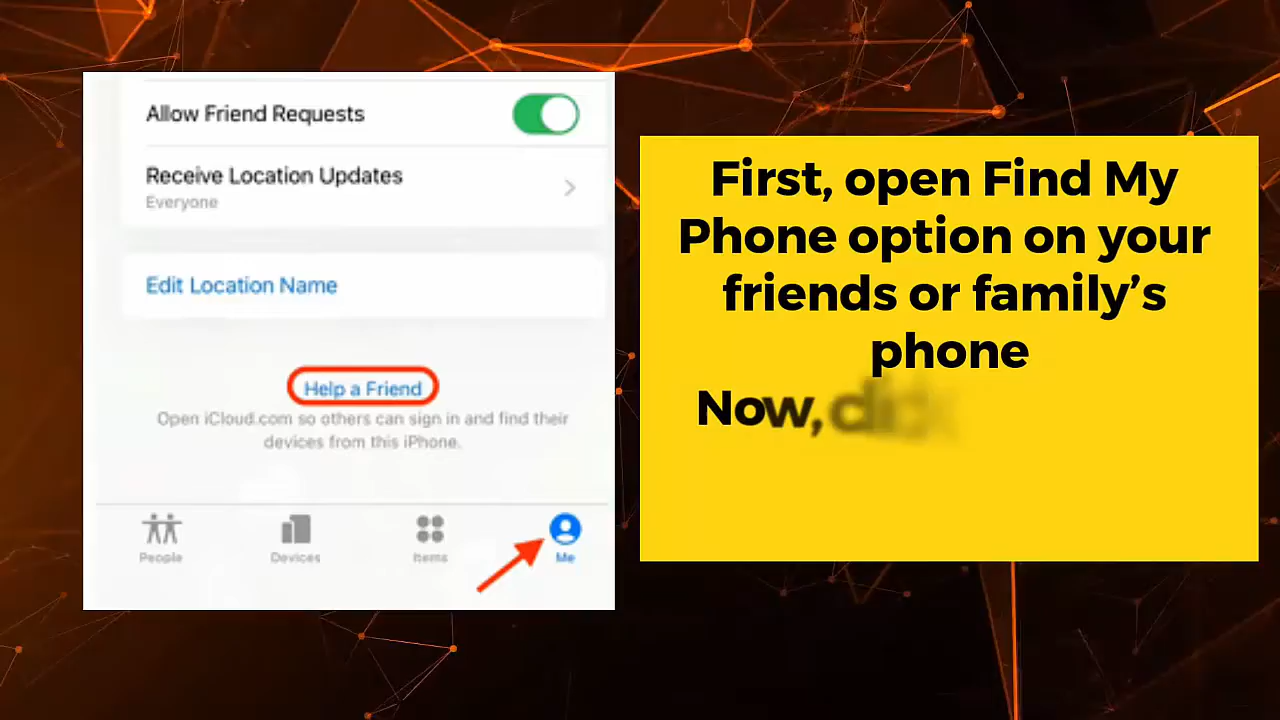 Allow Friend Requests
Receive Location Updates
Everyone
Edit Location Name
Help a Friend
Open iCloud.com so others can sign in and find their
devices from this iPhone.
People
Devices
Items
Me
First, open Find My
Phone option on your
friends or family’s
phone
Now,